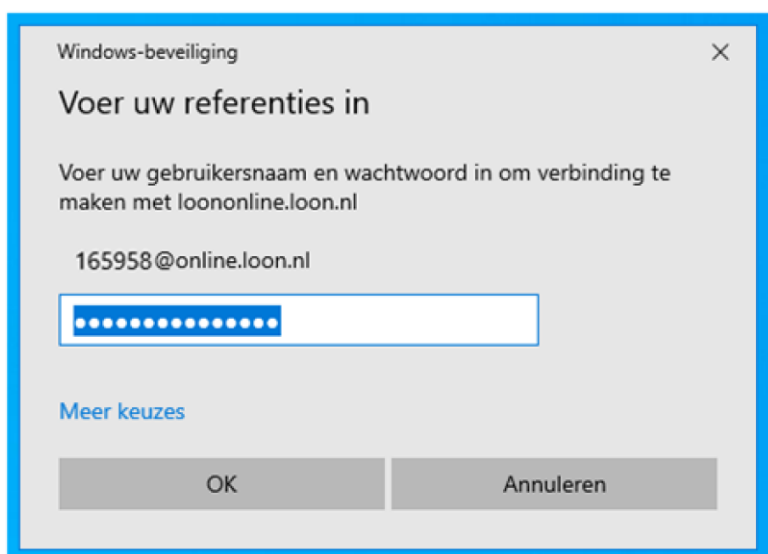 Windows-beveiliging
Voer uw referenties in
Voer uw gebruikersnaam en wachtwoord in om verbinding te
maken met loononline.loon.nl
165958@online.loon.nl
●●●●●●●●●●●●●●●
Meer keuzes
OK
Annuleren